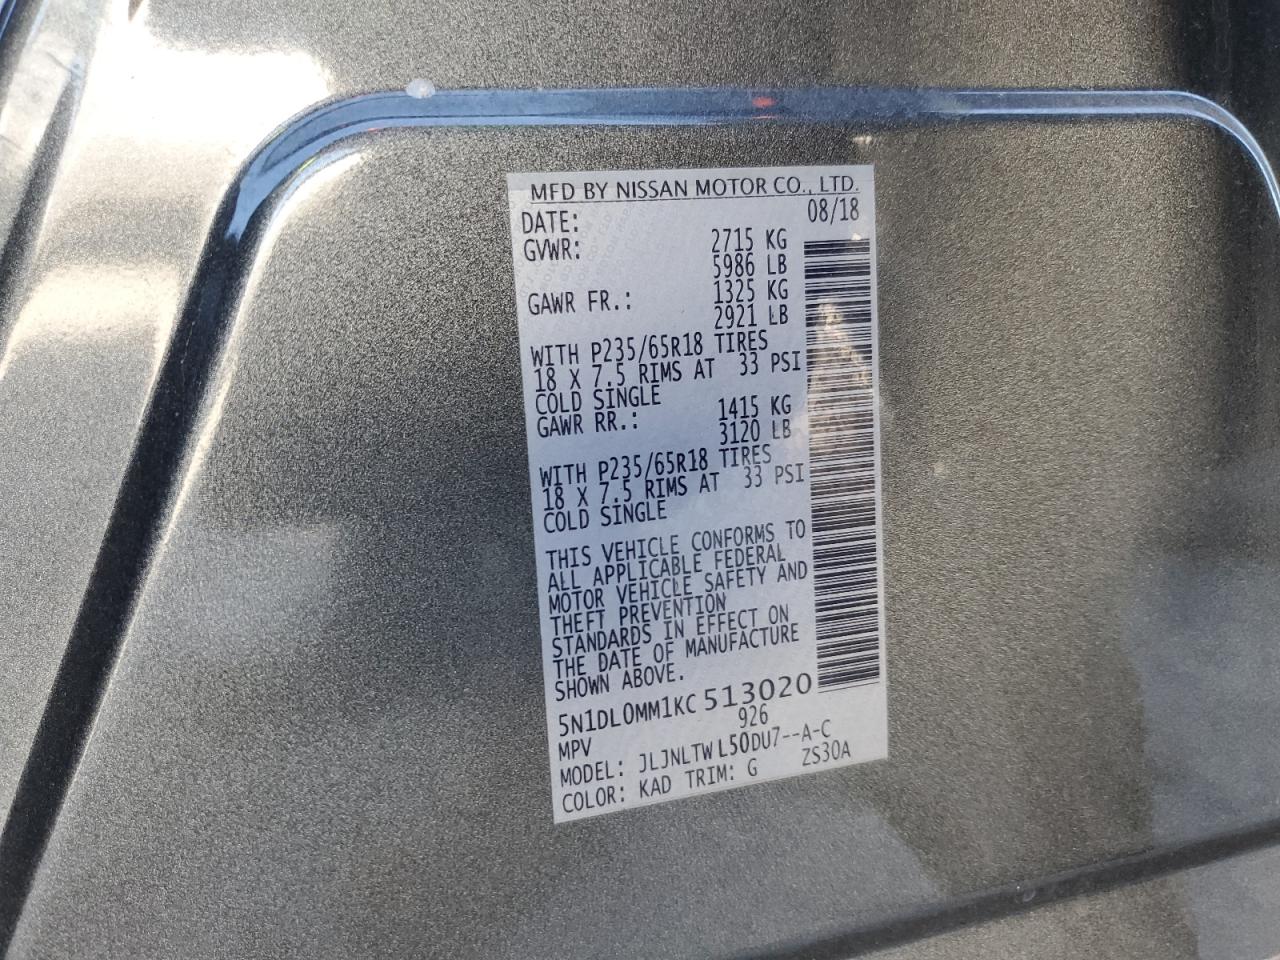 MFD BY NISSAN MOTOR CO., LTD.
DATE: 08/18
GVWR: 2715 KG
5986 LB
GAWR FR.: 1325 KG
2921 LB
WITH P235/65R18 TIRES
18 X 7.5 RIMS AT 33 PSI
COLD SINGLE
GAWR RR.: 1415 KG
3120 LB
WITH P235/65R18 TIRES
18 X 7.5 RIMS AT 33 PSI
COLD SINGLE
THIS VEHICLE CONFORMS TO
ALL APPLICABLE FEDERAL
MOTOR VEHICLE SAFETY AND
THEFT PREVENTION
STANDARDS IN EFFECT ON
THE DATE OF MANUFACTURE
SHOWN ABOVE.
5N1DL0MM1KC513020
MPV 926
MODEL: JLJNLTWL50DU7--A-C
COLOR: KAD TRIM: G ZS30A